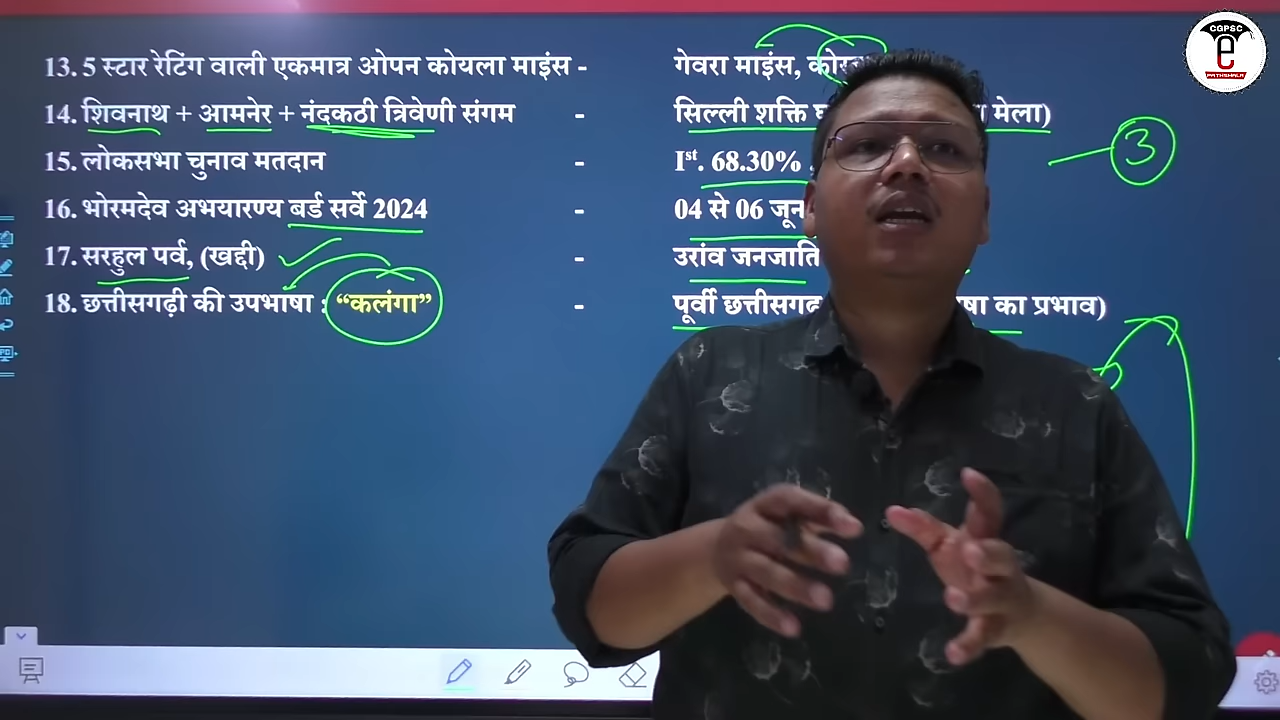 CGPSC
e
PATHSHALA
13. 5 स्टार रेटिंग वाली एकमात्र ओपन कोयला माइंस - गेवरा माइंस,
14. शिवनाथ + आमनेर + नंदकठी त्रिवेणी संगम - सिल्ली शक्ति मेला)
3
15. लोकसभा चुनाव मतदान - Ist. 68.30%
16. भोरमदेव अभयारण्य बर्ड सर्वे 2024 - 04 से 06 जून
17. सरहुल पर्व, (खद्दी) - उरांव जनजाति
18. छत्तीसगढ़ी की उपभाषा : “कलंगा” - पूर्वी का प्रभाव)